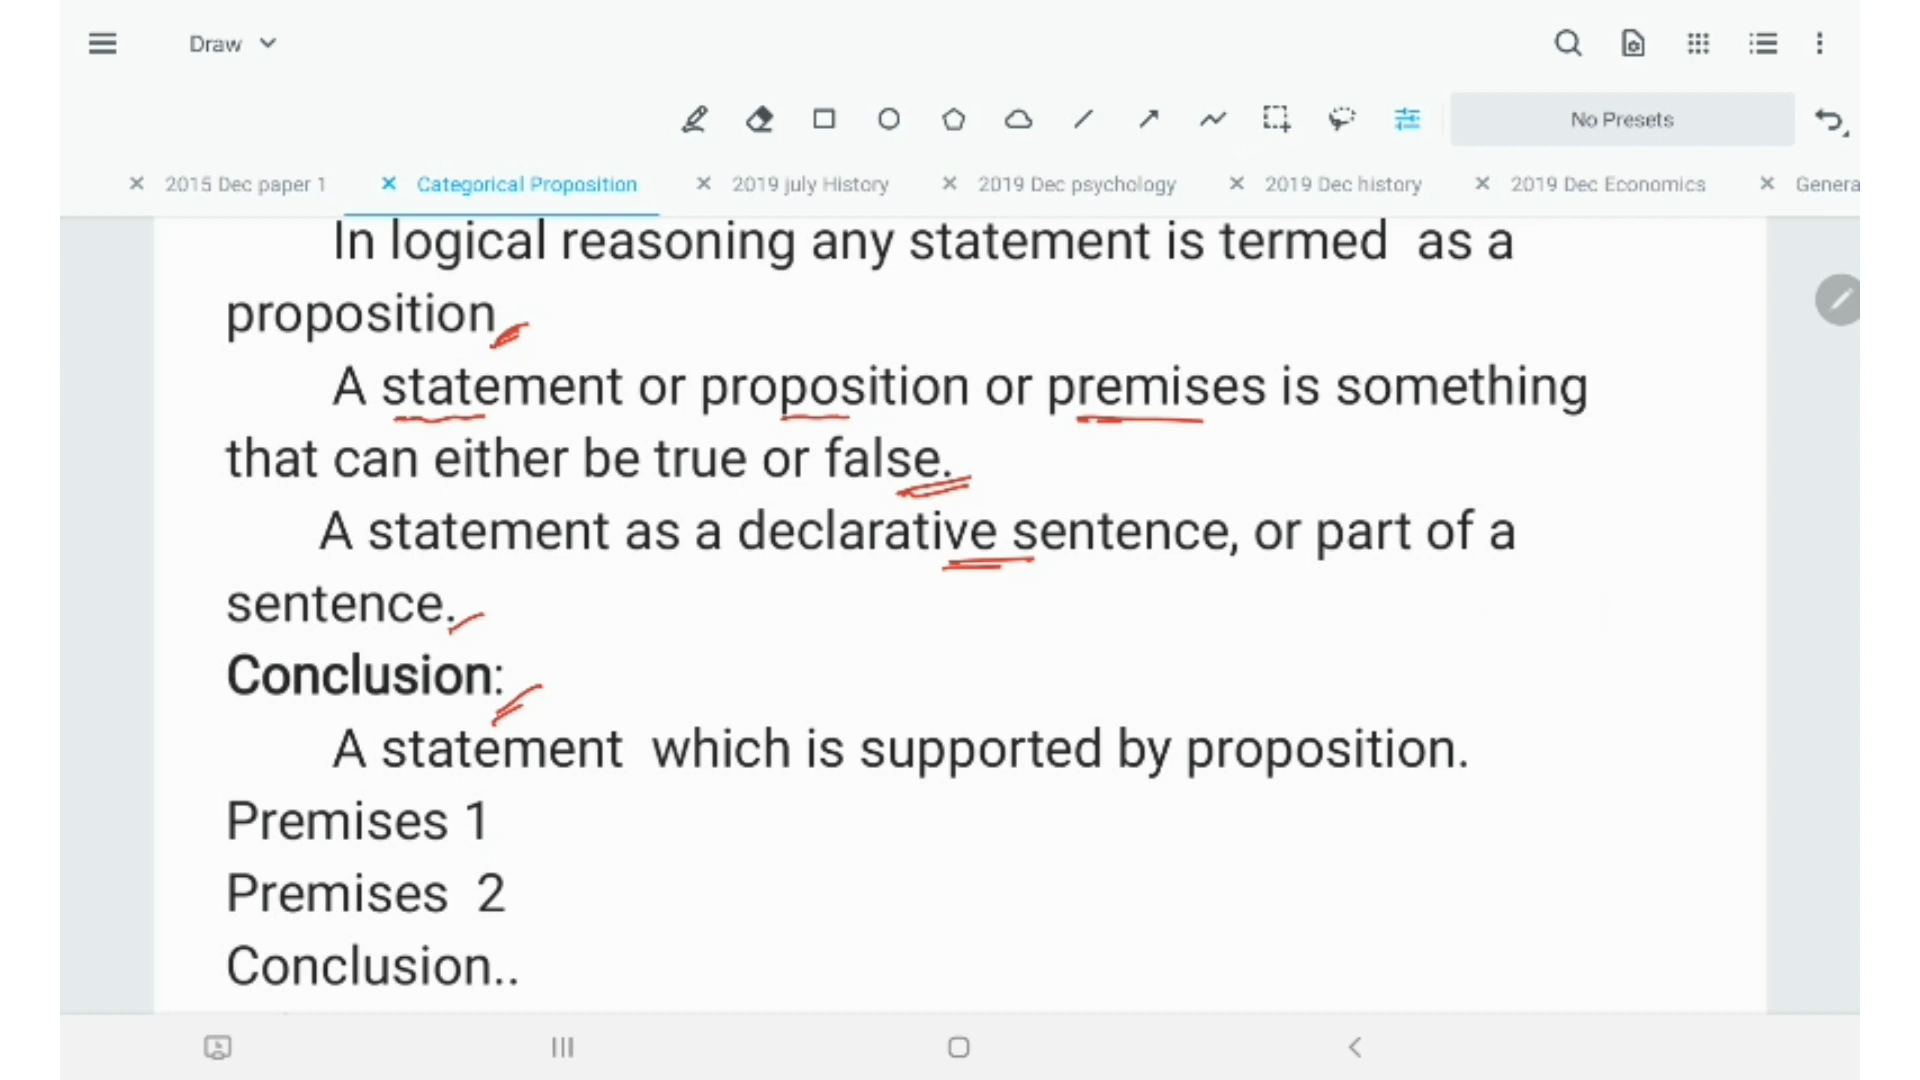 Draw
No Presets
2015 Dec paper 1 Categorical Proposition 2019 july History 2019 Dec psychology 2019 Dec history 2019 Dec Economics Genera
In logical reasoning any statement is termed as a
proposition
A statement or proposition or premises is something
that can either be true or false.
A statement as a declarative sentence, or part of a
sentence.
Conclusion:
A statement which is supported by proposition.
Premises 1
Premises 2
Conclusion..